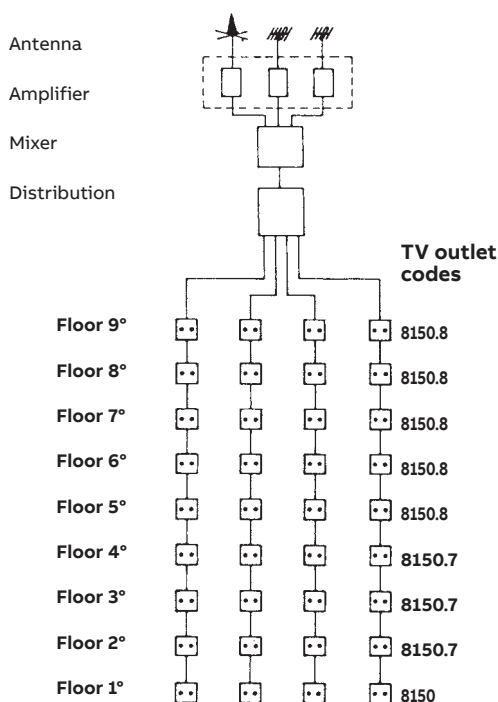 Antenna
Amplifier
Mixer
Distribution
TV outlet
codes
Floor 9° 8150.8
Floor 8° 8150.8
Floor 7° 8150.8
Floor 6° 8150.8
Floor 5° 8150.8
Floor 4° 8150.7
Floor 3° 8150.7
Floor 2° 8150.7
Floor 1° 8150